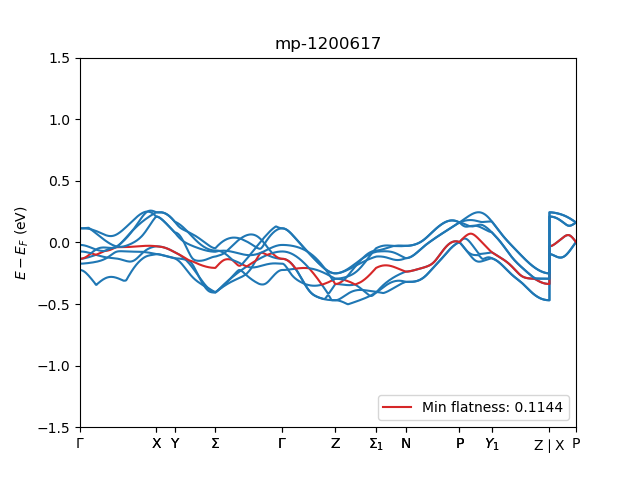 mp-1200617
E − E_F (eV)
1.5
1.0
0.5
0.0
−0.5
−1.0
−1.5
Min flatness: 0.1144
Γ X Y Σ Γ Z Σ₁ N P Y₁ Z | X P